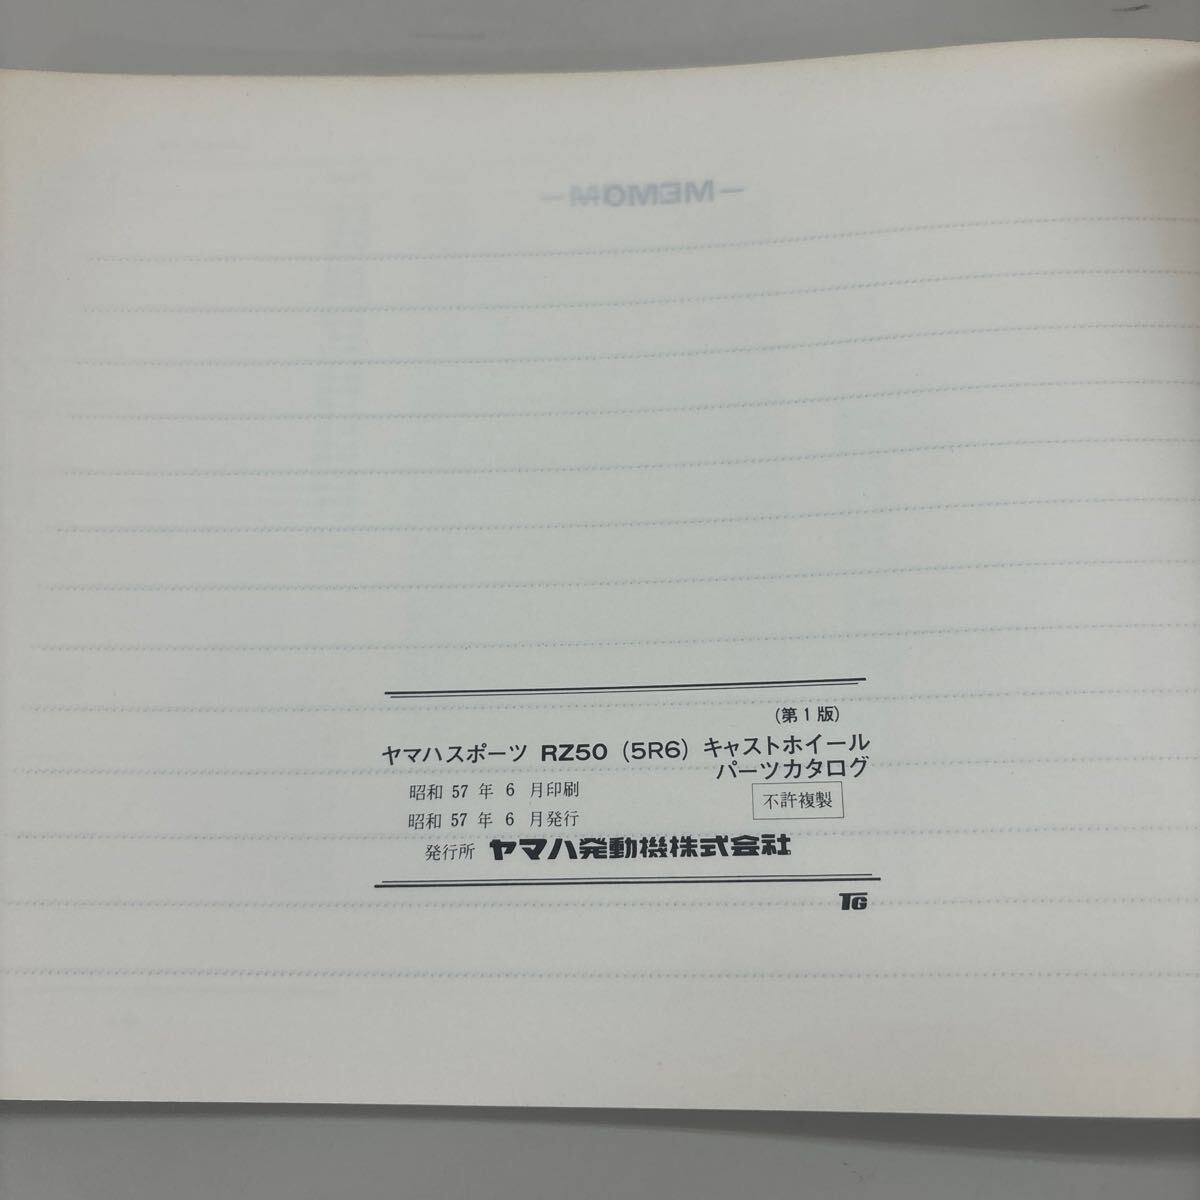 —MEMO—
(第1版)
ヤマハスポーツ RZ50 (5R6) キャストホイール
パーツカタログ
昭和 57 年 6 月印刷
不許複製
昭和 57 年 6 月発行
発行所 ヤマハ発動機株式会社
TG